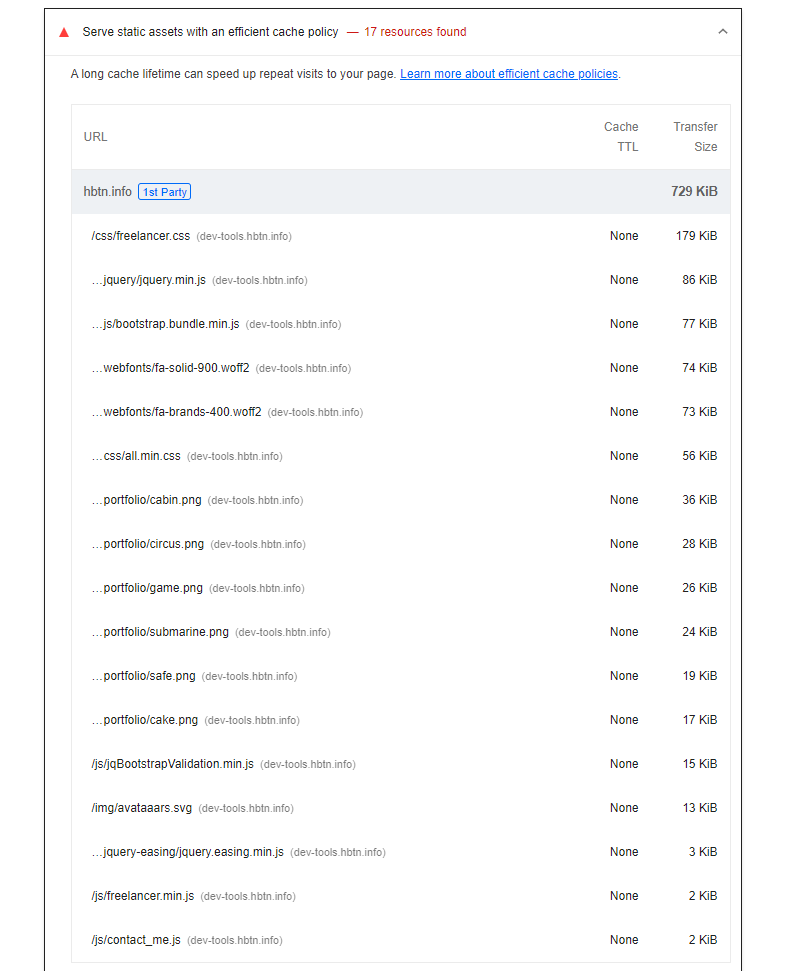 Serve static assets with an efficient cache policy — 17 resources found
A long cache lifetime can speed up repeat visits to your page. Learn more about efficient cache policies.
URL Cache TTL Transfer Size
hbtn.info 1st Party 729 KiB
/css/freelancer.css (dev-tools.hbtn.info) None 179 KiB
…jquery/jquery.min.js (dev-tools.hbtn.info) None 86 KiB
…js/bootstrap.bundle.min.js (dev-tools.hbtn.info) None 77 KiB
…webfonts/fa-solid-900.woff2 (dev-tools.hbtn.info) None 74 KiB
…webfonts/fa-brands-400.woff2 (dev-tools.hbtn.info) None 73 KiB
…css/all.min.css (dev-tools.hbtn.info) None 56 KiB
…portfolio/cabin.png (dev-tools.hbtn.info) None 36 KiB
…portfolio/circus.png (dev-tools.hbtn.info) None 28 KiB
…portfolio/game.png (dev-tools.hbtn.info) None 26 KiB
…portfolio/submarine.png (dev-tools.hbtn.info) None 24 KiB
…portfolio/safe.png (dev-tools.hbtn.info) None 19 KiB
…portfolio/cake.png (dev-tools.hbtn.info) None 17 KiB
/js/jqBootstrapValidation.min.js (dev-tools.hbtn.info) None 15 KiB
/img/avataaars.svg (dev-tools.hbtn.info) None 13 KiB
…jquery-easing/jquery.easing.min.js (dev-tools.hbtn.info) None 3 KiB
/js/freelancer.min.js (dev-tools.hbtn.info) None 2 KiB
/js/contact_me.js (dev-tools.hbtn.info) None 2 KiB